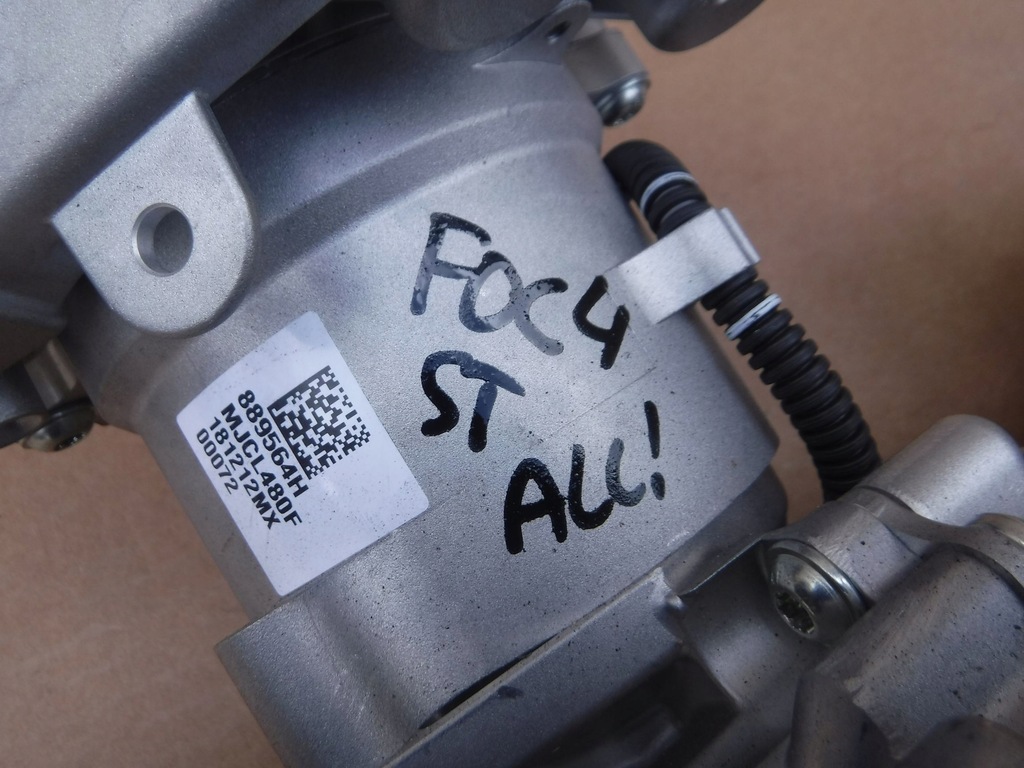 FOC4
ST
ALL!
889564H
MJCL480F
181212MX
00072